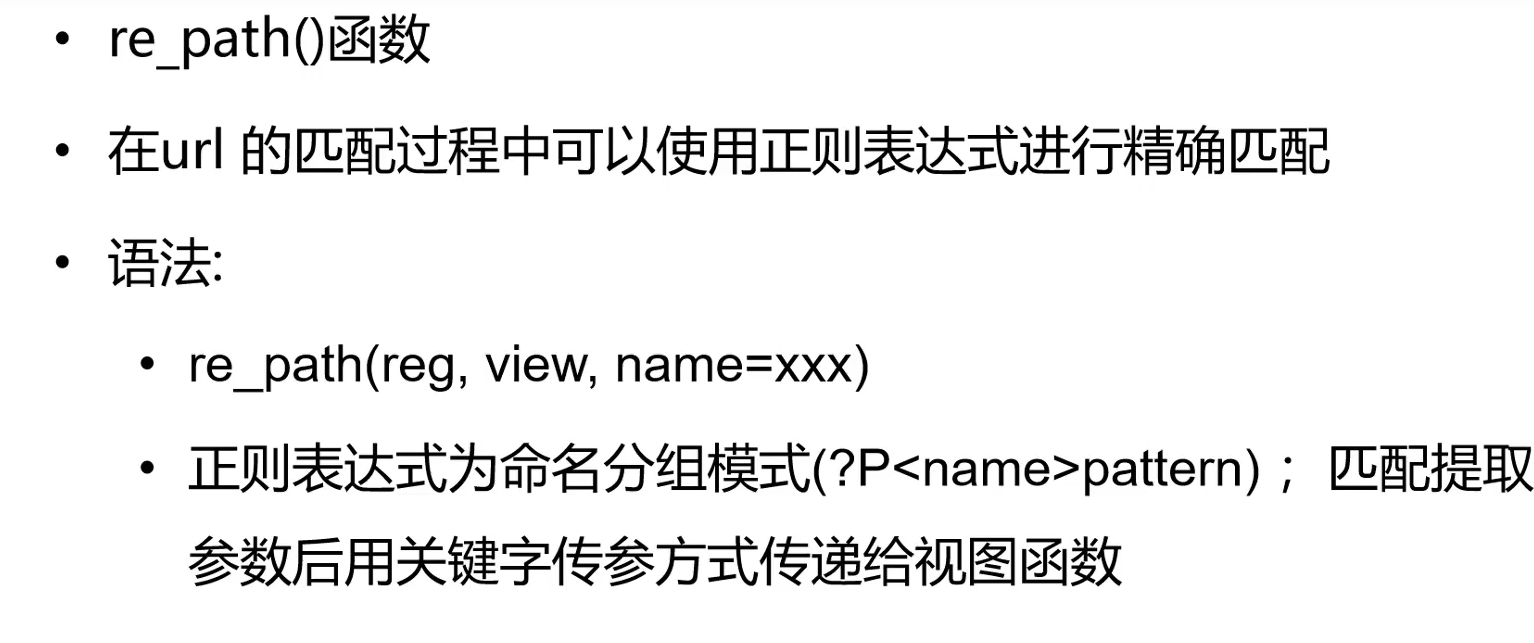 • re_path()函数
• 在url 的匹配过程中可以使用正则表达式进行精确匹配
• 语法:
• re_path(reg, view, name=xxx)
• 正则表达式为命名分组模式(?P<name>pattern) ； 匹配提取
参数后用关键字传参方式传递给视图函数